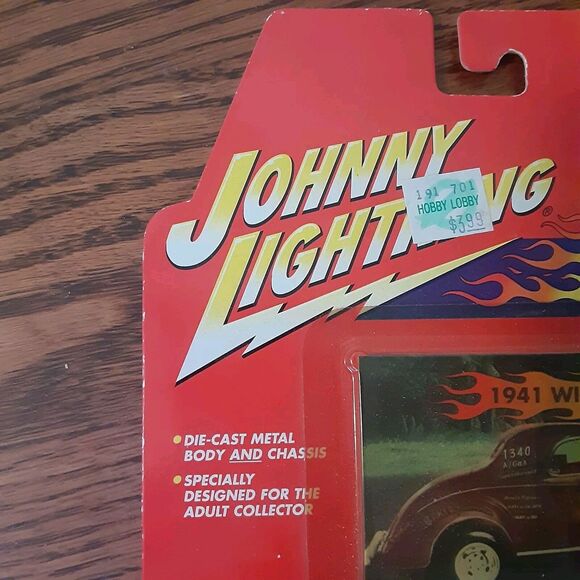 JOHNNY
LIGHTNING®
191 701
HOBBY LOBBY
$3.99
1941 WI
1340
A/GAS
• DIE-CAST METAL
BODY AND CHASSIS
• SPECIALLY
DESIGNED FOR THE
ADULT COLLECTOR